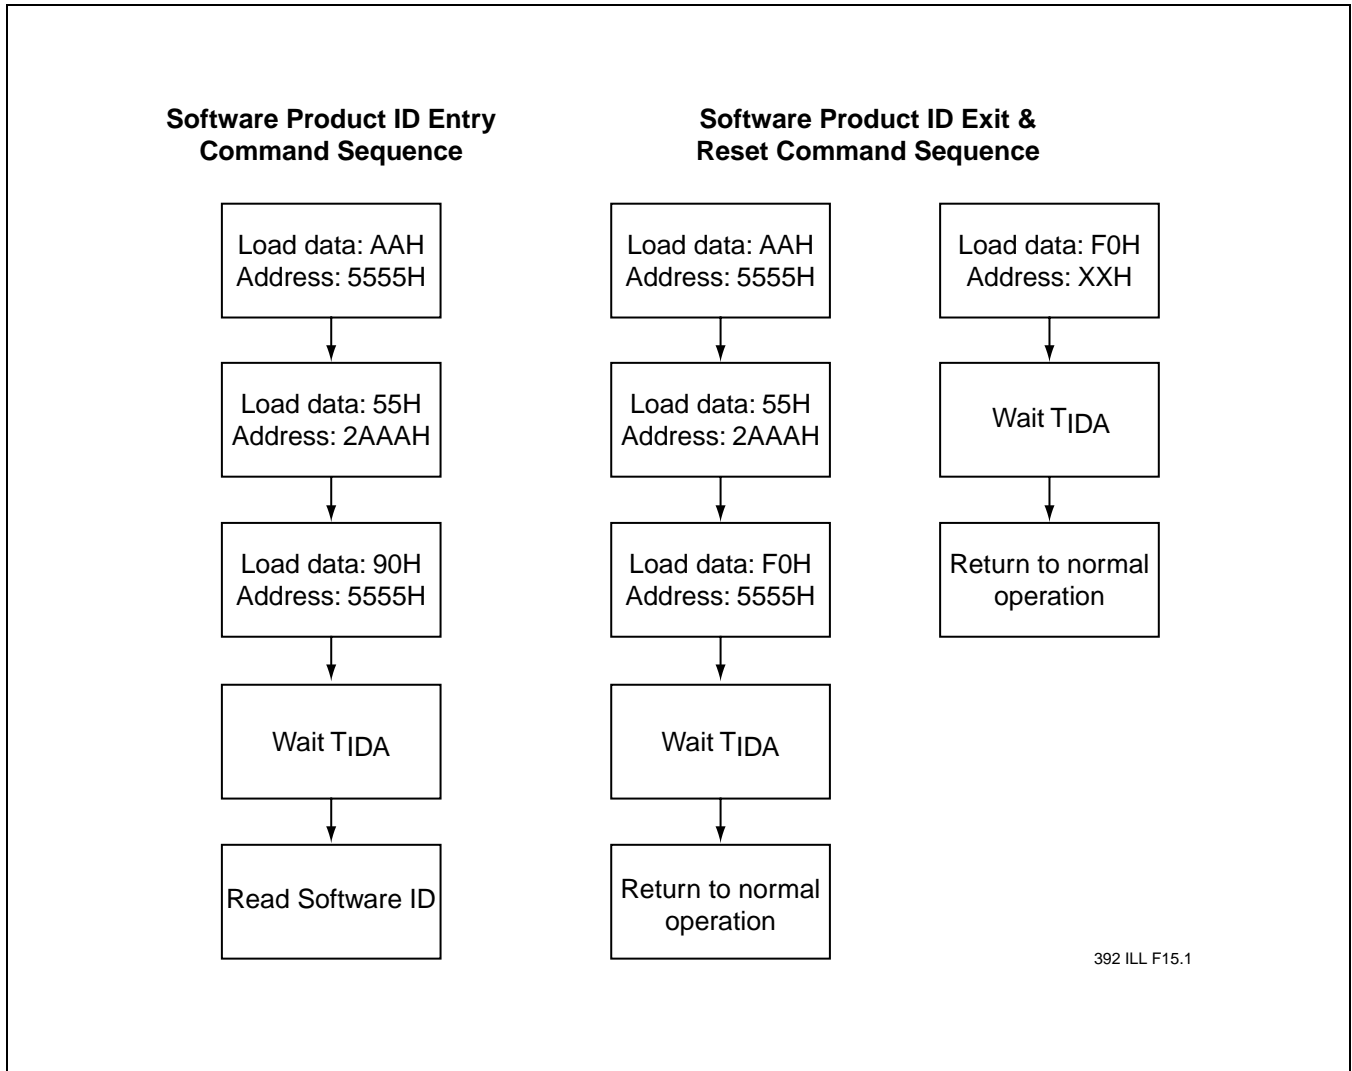 Software Product ID Entry
Command Sequence
Load data: AAH
Address: 5555H
Load data: 55H
Address: 2AAAH
Load data: 90H
Address: 5555H
Wait TIDA
Read Software ID
Software Product ID Exit &
Reset Command Sequence
Load data: AAH
Address: 5555H
Load data: 55H
Address: 2AAAH
Load data: F0H
Address: 5555H
Wait TIDA
Return to normal
operation
Load data: F0H
Address: XXH
Wait TIDA
Return to normal
operation
392 ILL F15.1